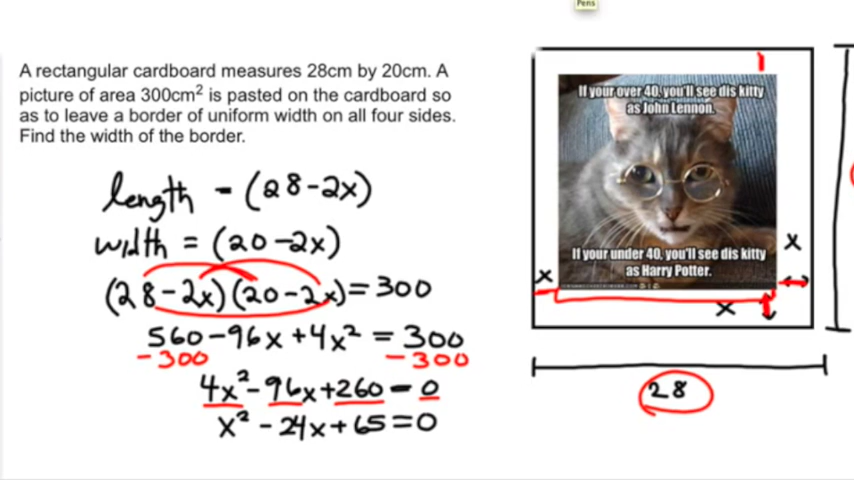 Pens
A rectangular cardboard measures 28cm by 20cm. A
picture of area 300cm² is pasted on the cardboard so
as to leave a border of uniform width on all four sides.
Find the width of the border.
length - (28-2x)
width = (20-2x)
(28-2x)(20-2x)=300
560-96x+4x² = 300
-300 -300
4x²-96x+260=0
x²-24x+65=0
If your over 40, you'll see dis kitty
as John Lennon.
If your under 40, you'll see dis kitty
as Harry Potter.
x
x
x
28